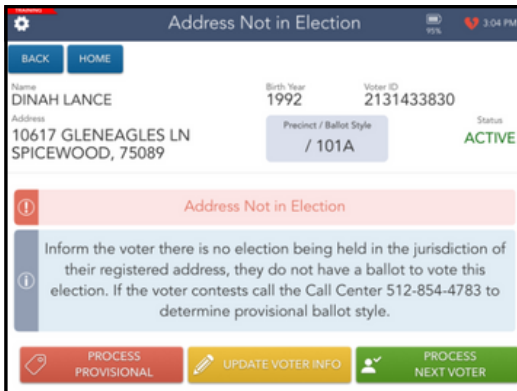 TRAINING
Address Not in Election
95%
3:04 PM
BACK
HOME
Name
DINAH LANCE
Birth Year
1992
Voter ID
2131433830
Address
10617 GLENEAGLES LN
SPICEWOOD, 75089
Precinct / Ballot Style
/ 101A
Status
ACTIVE
Address Not in Election
Inform the voter there is no election being held in the jurisdiction of
their registered address, they do not have a ballot to vote this
election. If the voter contests call the Call Center 512-854-4783 to
determine provisional ballot style.
PROCESS
PROVISIONAL
UPDATE VOTER INFO
PROCESS
NEXT VOTER